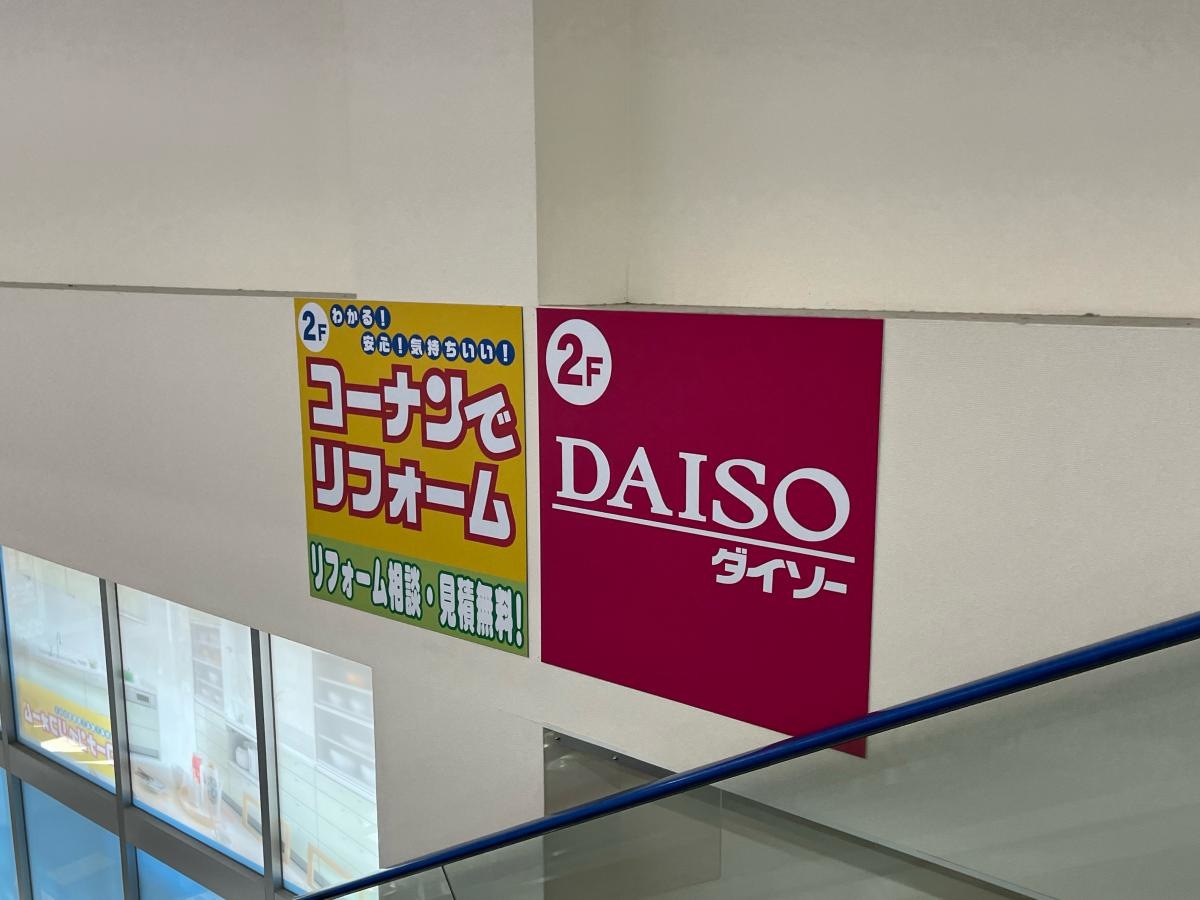 2F
わかる!
安心!気持ちいい!
コーナンで
リフォーム
リフォーム相談・見積無料!
2F
DAISO
ダイソー